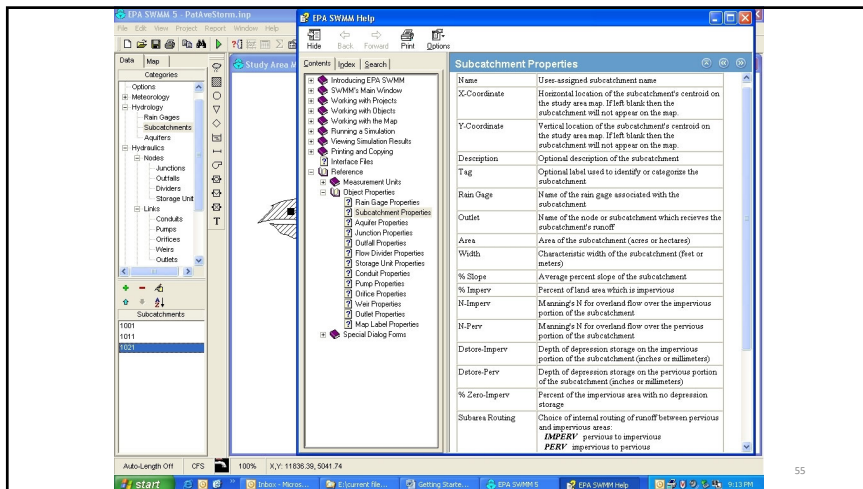 EPA SWMM 5 - PatAveStorm.inp
File Edit View Project Report Window Help
Data Map
Categories
Options
Meteorology
Hydrology
Rain Gages
Subcatchments
Aquifers
Hydraulics
Nodes
Junctions
Outfalls
Dividers
Storage Unit
Links
Conduits
Pumps
Orifices
Weirs
Outlets
Subcatchments
1001
1011
1021
Study Area M
EPA SWMM Help
Hide Back Forward Print Options
Contents Index Search
Introducing EPA SWMM
SWMM's Main Window
Working with Projects
Working with Objects
Working with the Map
Running a Simulation
Viewing Simulation Results
Printing and Copying
Interface Files
Reference
Measurement Units
Object Properties
Rain Gage Properties
Subcatchment Properties
Aquifer Properties
Junction Properties
Outfall Properties
Flow Divider Properties
Storage Unit Properties
Conduit Properties
Pump Properties
Orifice Properties
Weir Properties
Outlet Properties
Map Label Properties
Special Dialog Forms
Subcatchment Properties
Name User-assigned subcatchment name
X-Coordinate Horizontal location of the subcatchment's centroid on
the study area map. If left blank then the
subcatchment will not appear on the map.
Y-Coordinate Vertical location of the subcatchment's centroid on
the study area map. If left blank then the
subcatchment will not appear on the map.
Description Optional description of the subcatchment
Tag Optional label used to identify or categorize the
subcatchment
Rain Gage Name of the rain gage associated with the
subcatchment
Outlet Name of the node or subcatchment which recieves the
subcatchment's runoff
Area Area of the subcatchment (acres or hectares)
Width Characteristic width of the subcatchment (feet or
meters)
% Slope Average percent slope of the subcatchment
% Imperv Percent of land area which is impervious
N-Imperv Manning's N for overland flow over the impervious
portion of the subcatchment
N-Perv Manning's N for overland flow over the pervious
portion of the subcatchment
Dstore-Imperv Depth of depression storage on the impervious
portion of the subcatchment (inches or millimeters)
Dstore-Perv Depth of depression storage on the pervious portion
of the subcatchment (inches or millimeters)
% Zero-Imperv Percent of the impervious area with no depression
storage
Subarea Routing Choice of internal routing of runoff between pervious
and impervious areas:
IMPERV pervious to impervious
PERV impervious to pervious
Auto-Length Off CFS 100% X,Y: 11836.39, 5041.74
start Inbox - Micros... E:\current file... Getting Starte... EPA SWMM 5 EPA SWMM Help 9:13 PM
55